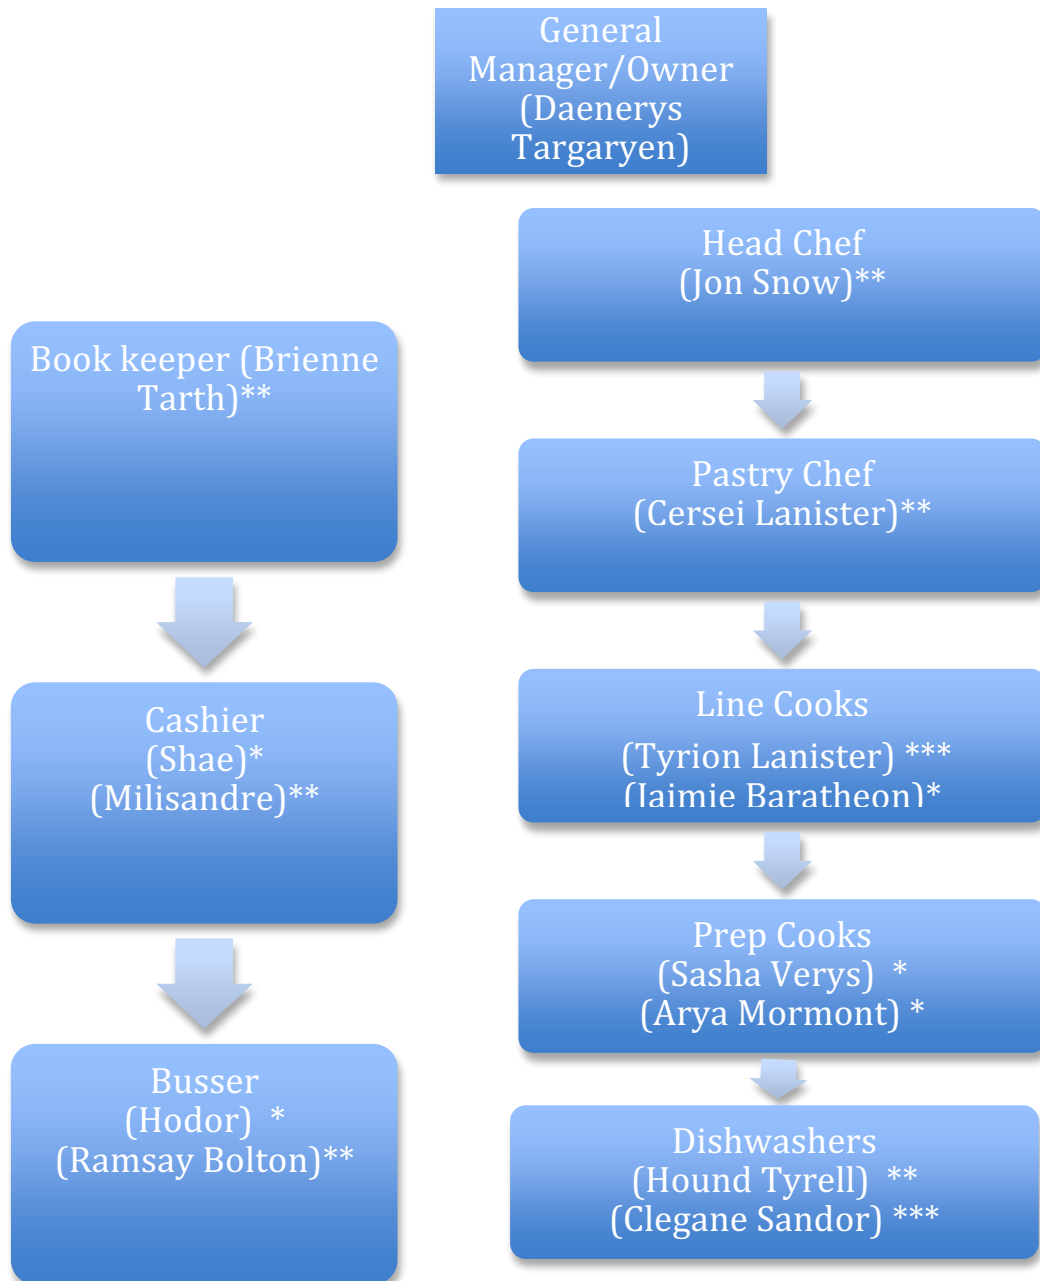 General
Manager/Owner
(Daenerys
Targaryen)
Book keeper (Brienne
Tarth)**
Cashier
(Shae)*
(Milisandre)**
Busser
(Hodor) *
(Ramsay Bolton)**
Head Chef
(Jon Snow)**
Pastry Chef
(Cersei Lanister)**
Line Cooks
(Tyrion Lanister) ***
(Jaimie Baratheon)*
Prep Cooks
(Sasha Verys) *
(Arya Mormont) *
Dishwashers
(Hound Tyrell) **
(Clegane Sandor) ***